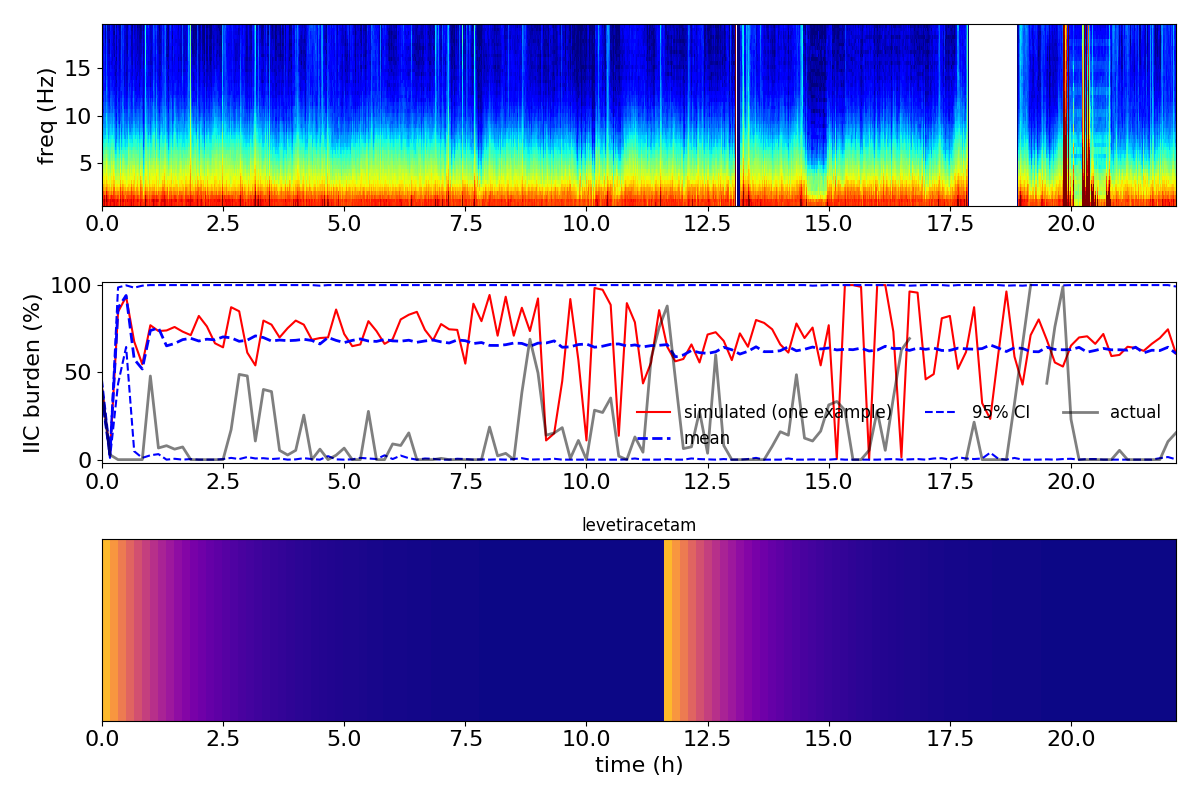 freq (Hz)
15
10
5
0.0 2.5 5.0 7.5 10.0 12.5 15.0 17.5 20.0
IIC burden (%)
100
50
0
simulated (one example) 95% CI actual
mean
0.0 2.5 5.0 7.5 10.0 12.5 15.0 17.5 20.0
levetiracetam
0.0 2.5 5.0 7.5 10.0 12.5 15.0 17.5 20.0
time (h)